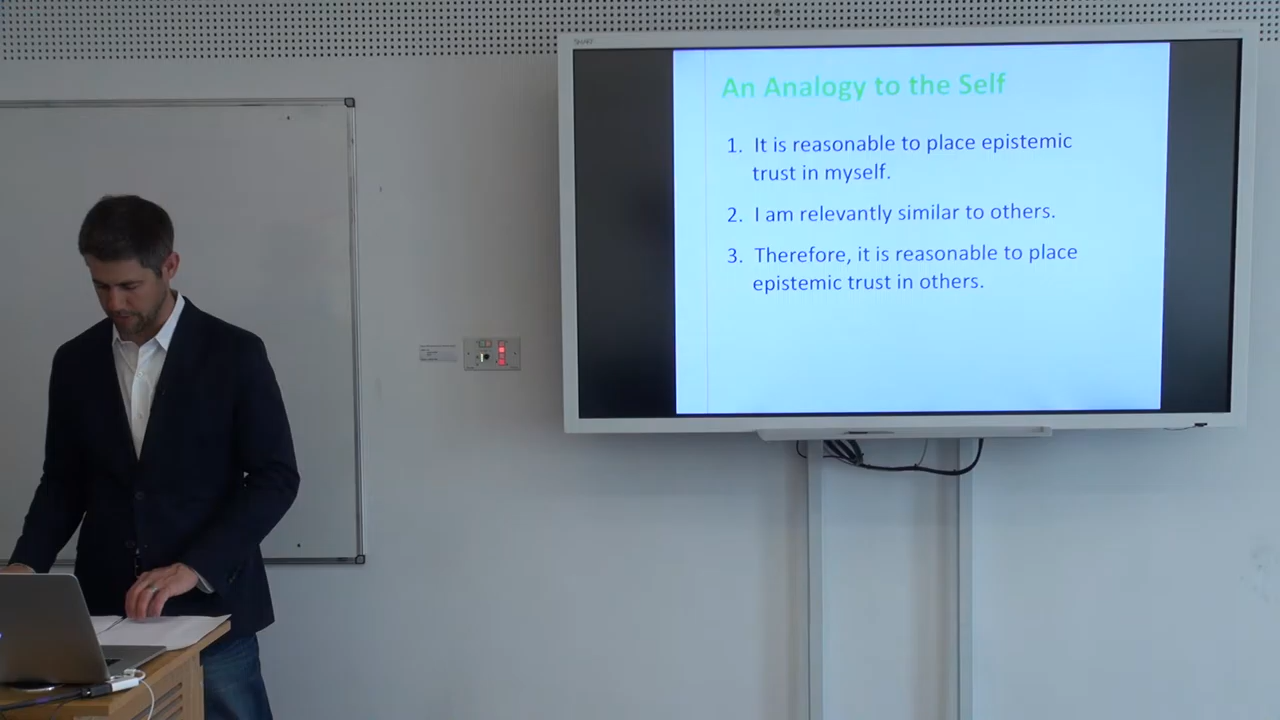 SHARP
An Analogy to the Self
1. It is reasonable to place epistemic
trust in myself.
2. I am relevantly similar to others.
3. Therefore, it is reasonable to place
epistemic trust in others.